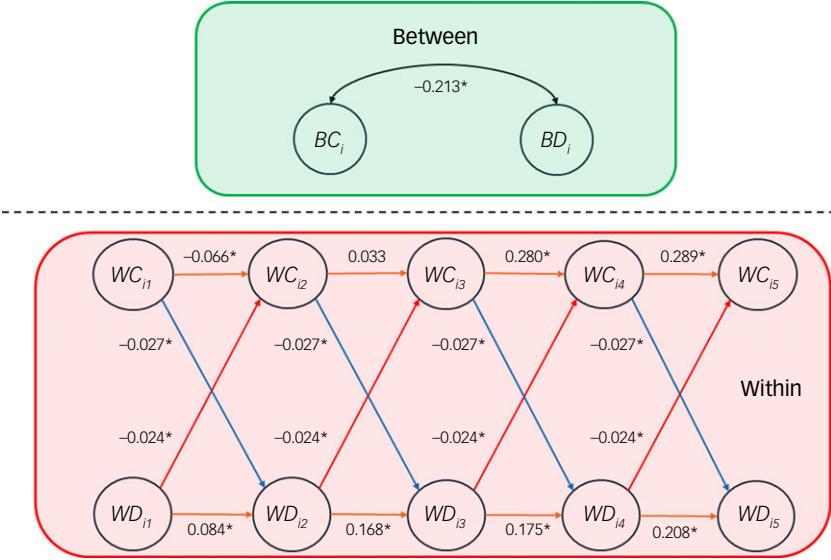 Between
−0.213*
BCi BDi
−0.066* 0.033 0.280* 0.289*
WCi1 WCi2 WCi3 WCi4 WCi5
−0.027* −0.027* −0.027* −0.027*
Within
−0.024* −0.024* −0.024* −0.024*
WDi1 WDi2 WDi3 WDi4 WDi5
0.084* 0.168* 0.175* 0.208*